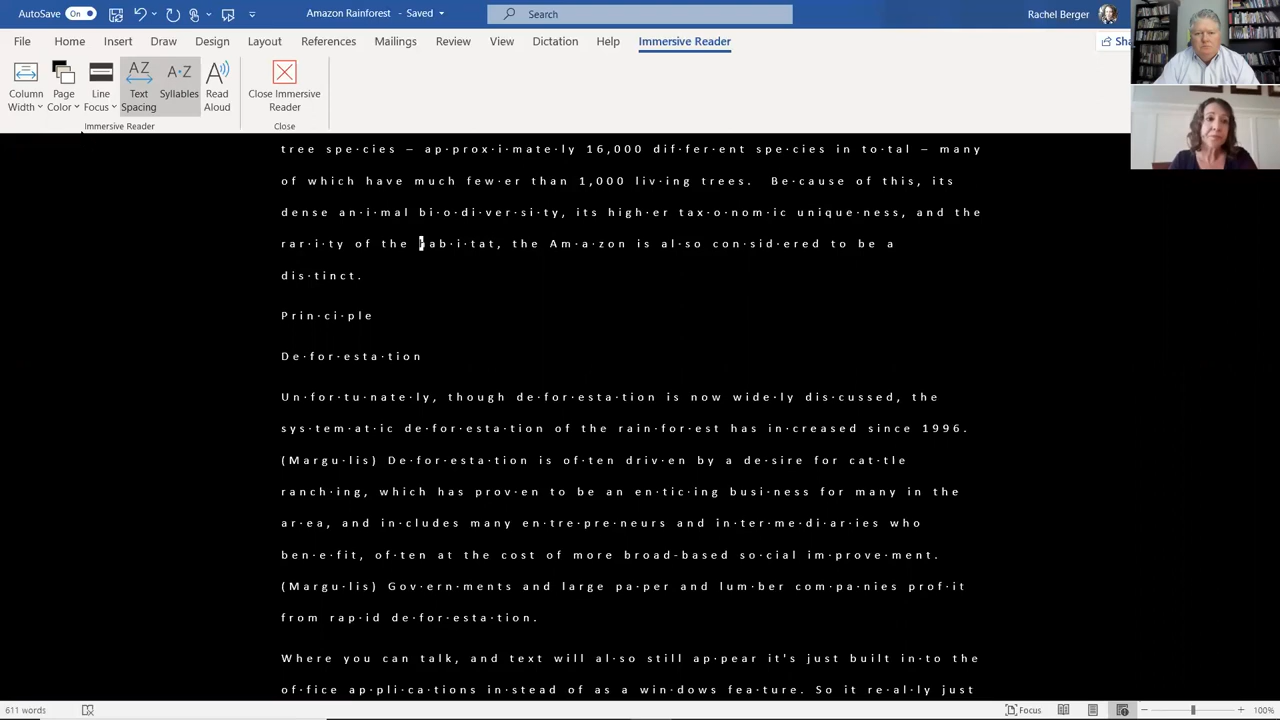 AutoSave On
Amazon Rainforest - Saved
Search
Rachel Berger
File Home Insert Draw Design Layout References Mailings Review View Dictation Help Immersive Reader
Column Width
Page Color
Line Focus
Text Spacing
Syllables
Read Aloud
Close Immersive Reader
Immersive Reader
Close
tree spe·cies – ap·prox·i·mate·ly 16,000 dif·fer·ent spe·cies in to·tal – many
of which have much few·er than 1,000 liv·ing trees. Be·cause of this, its
dense an·i·mal bi·o·di·ver·si·ty, its high·er tax·o·nom·ic unique·ness, and the
rar·i·ty of the hab·i·tat, the Am·a·zon is al·so con·sid·ered to be a
dis·tinct.
Prin·ci·ple
De·for·esta·tion
Un·for·tu·nate·ly, though de·for·esta·tion is now wide·ly dis·cussed, the
sys·tem·at·ic de·for·esta·tion of the rain·for·est has in·creased since 1996.
(Margu·lis) De·for·esta·tion is of·ten driv·en by a de·sire for cat·tle
ranch·ing, which has prov·en to be an en·tic·ing busi·ness for many in the
ar·ea, and in·cludes many en·tre·pre·neurs and in·ter·me·di·ar·ies who
ben·e·fit, of·ten at the cost of more broad-based so·cial im·prove·ment.
(Margu·lis) Gov·ern·ments and large pa·per and lum·ber com·pa·nies prof·it
from rap·id de·for·esta·tion.
Where you can talk, and text will al·so still ap·pear it's just built in·to the
of·fice ap·pli·ca·tions in·stead of as a win·dows fea·ture. So it re·al·ly just
611 words
Focus
100%